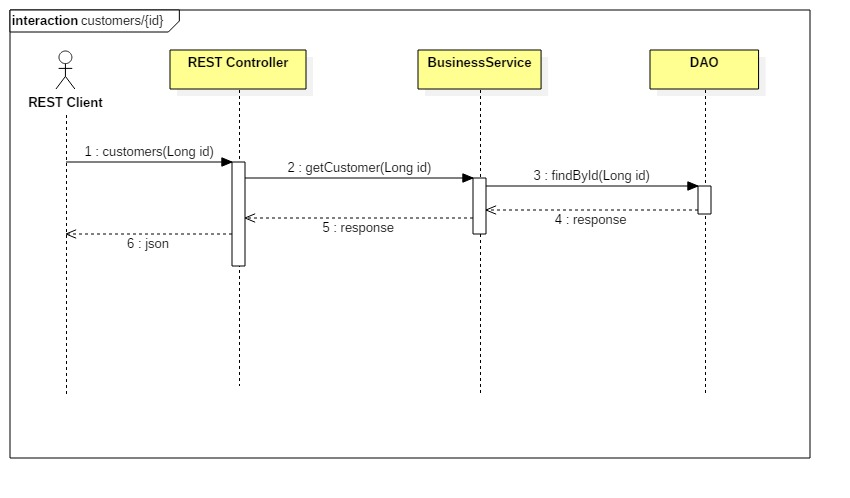 interaction customers/{id}
REST Client
REST Controller
BusinessService
DAO
1 : customers(Long id)
2 : getCustomer(Long id)
3 : findById(Long id)
4 : response
5 : response
6 : json